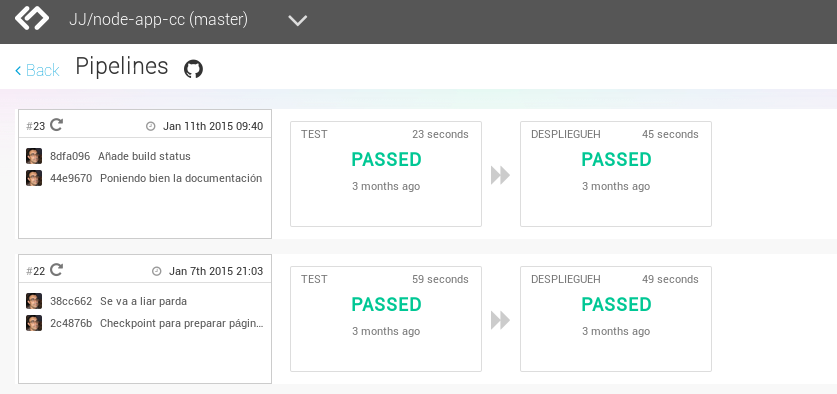 JJ/node-app-cc (master)
Back Pipelines
#23 Jan 11th 2015 09:40
8dfa096 Añade build status
44e9670 Poniendo bien la documentación
TEST 23 seconds
PASSED
3 months ago
DESPLIEGUEH 45 seconds
PASSED
3 months ago
#22 Jan 7th 2015 21:03
38cc662 Se va a liar parda
2c4876b Checkpoint para preparar págin...
TEST 59 seconds
PASSED
3 months ago
DESPLIEGUEH 49 seconds
PASSED
3 months ago